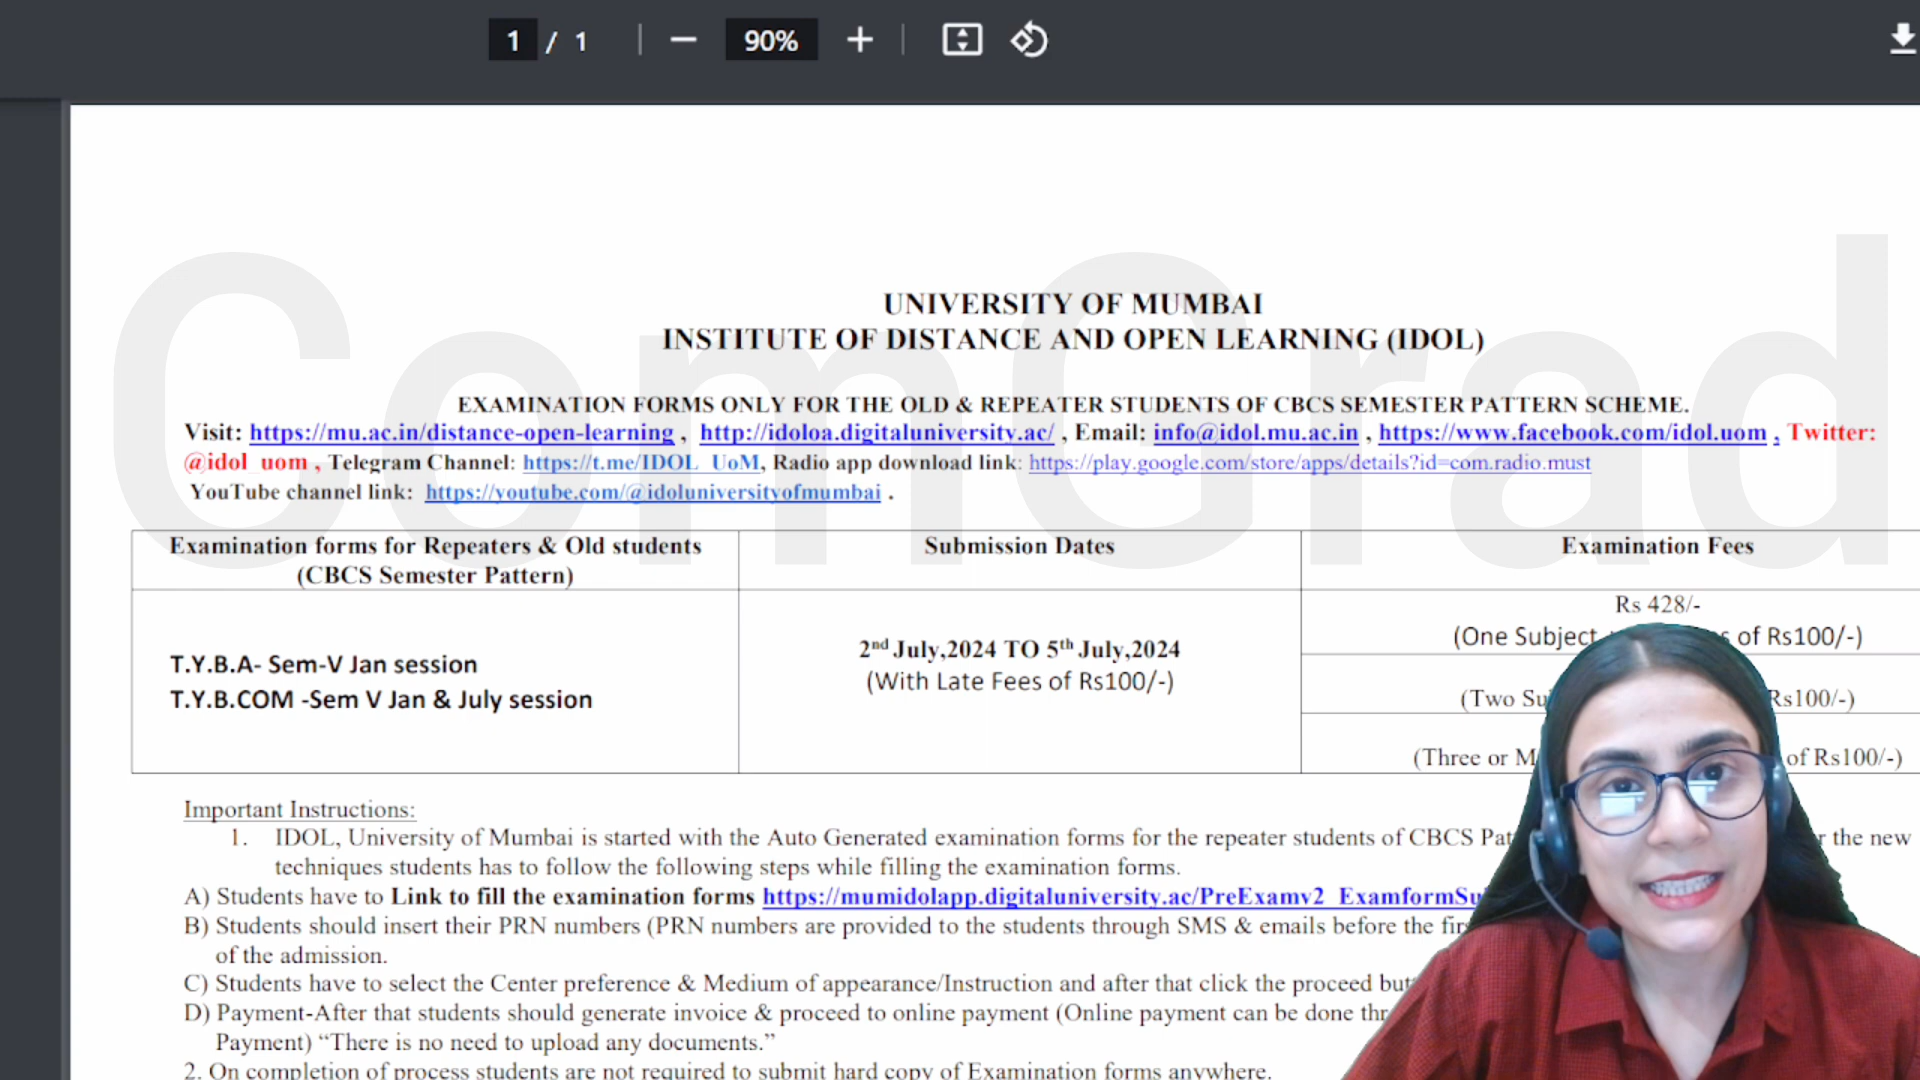 1 / 1
90%
ComGrad
UNIVERSITY OF MUMBAI
INSTITUTE OF DISTANCE AND OPEN LEARNING (IDOL)
EXAMINATION FORMS ONLY FOR THE OLD & REPEATER STUDENTS OF CBCS SEMESTER PATTERN SCHEME.
Visit: https://mu.ac.in/distance-open-learning , http://idoloa.digitaluniversity.ac/ , Email: info@idol.mu.ac.in , https://www.facebook.com/idol.uom , Twitter:
@idol_uom , Telegram Channel: https://t.me/IDOL_UoM, Radio app download link: https://play.google.com/store/apps/details?id=com.radio.must
YouTube channel link: https://youtube.com/@idoluniversityofmumbai .
Examination forms for Repeaters & Old students
(CBCS Semester Pattern)
Submission Dates
Examination Fees
T.Y.B.A- Sem-V Jan session
T.Y.B.COM -Sem V Jan & July session
2nd July,2024 TO 5th July,2024
(With Late Fees of Rs100/-)
Rs 428/-
(One Subject of Rs100/-)
(Two Rs100/-)
(Three or of Rs100/-)
Important Instructions:
1. IDOL, University of Mumbai is started with the Auto Generated examination forms for the repeater students of CBCS the new
techniques students has to follow the following steps while filling the examination forms.
A) Students have to Link to fill the examination forms https://mumidolapp.digitaluniversity.ac/PreExamv2_ExamformSu
B) Students should insert their PRN numbers (PRN numbers are provided to the students through SMS & emails before the
of the admission.
C) Students have to select the Center preference & Medium of appearance/Instruction and after that click the proceed
D) Payment-After that students should generate invoice & proceed to online payment (Online payment can be done
Payment) “There is no need to upload any documents.”
2. On completion of process students are not required to submit hard copy of Examination forms anywhere.